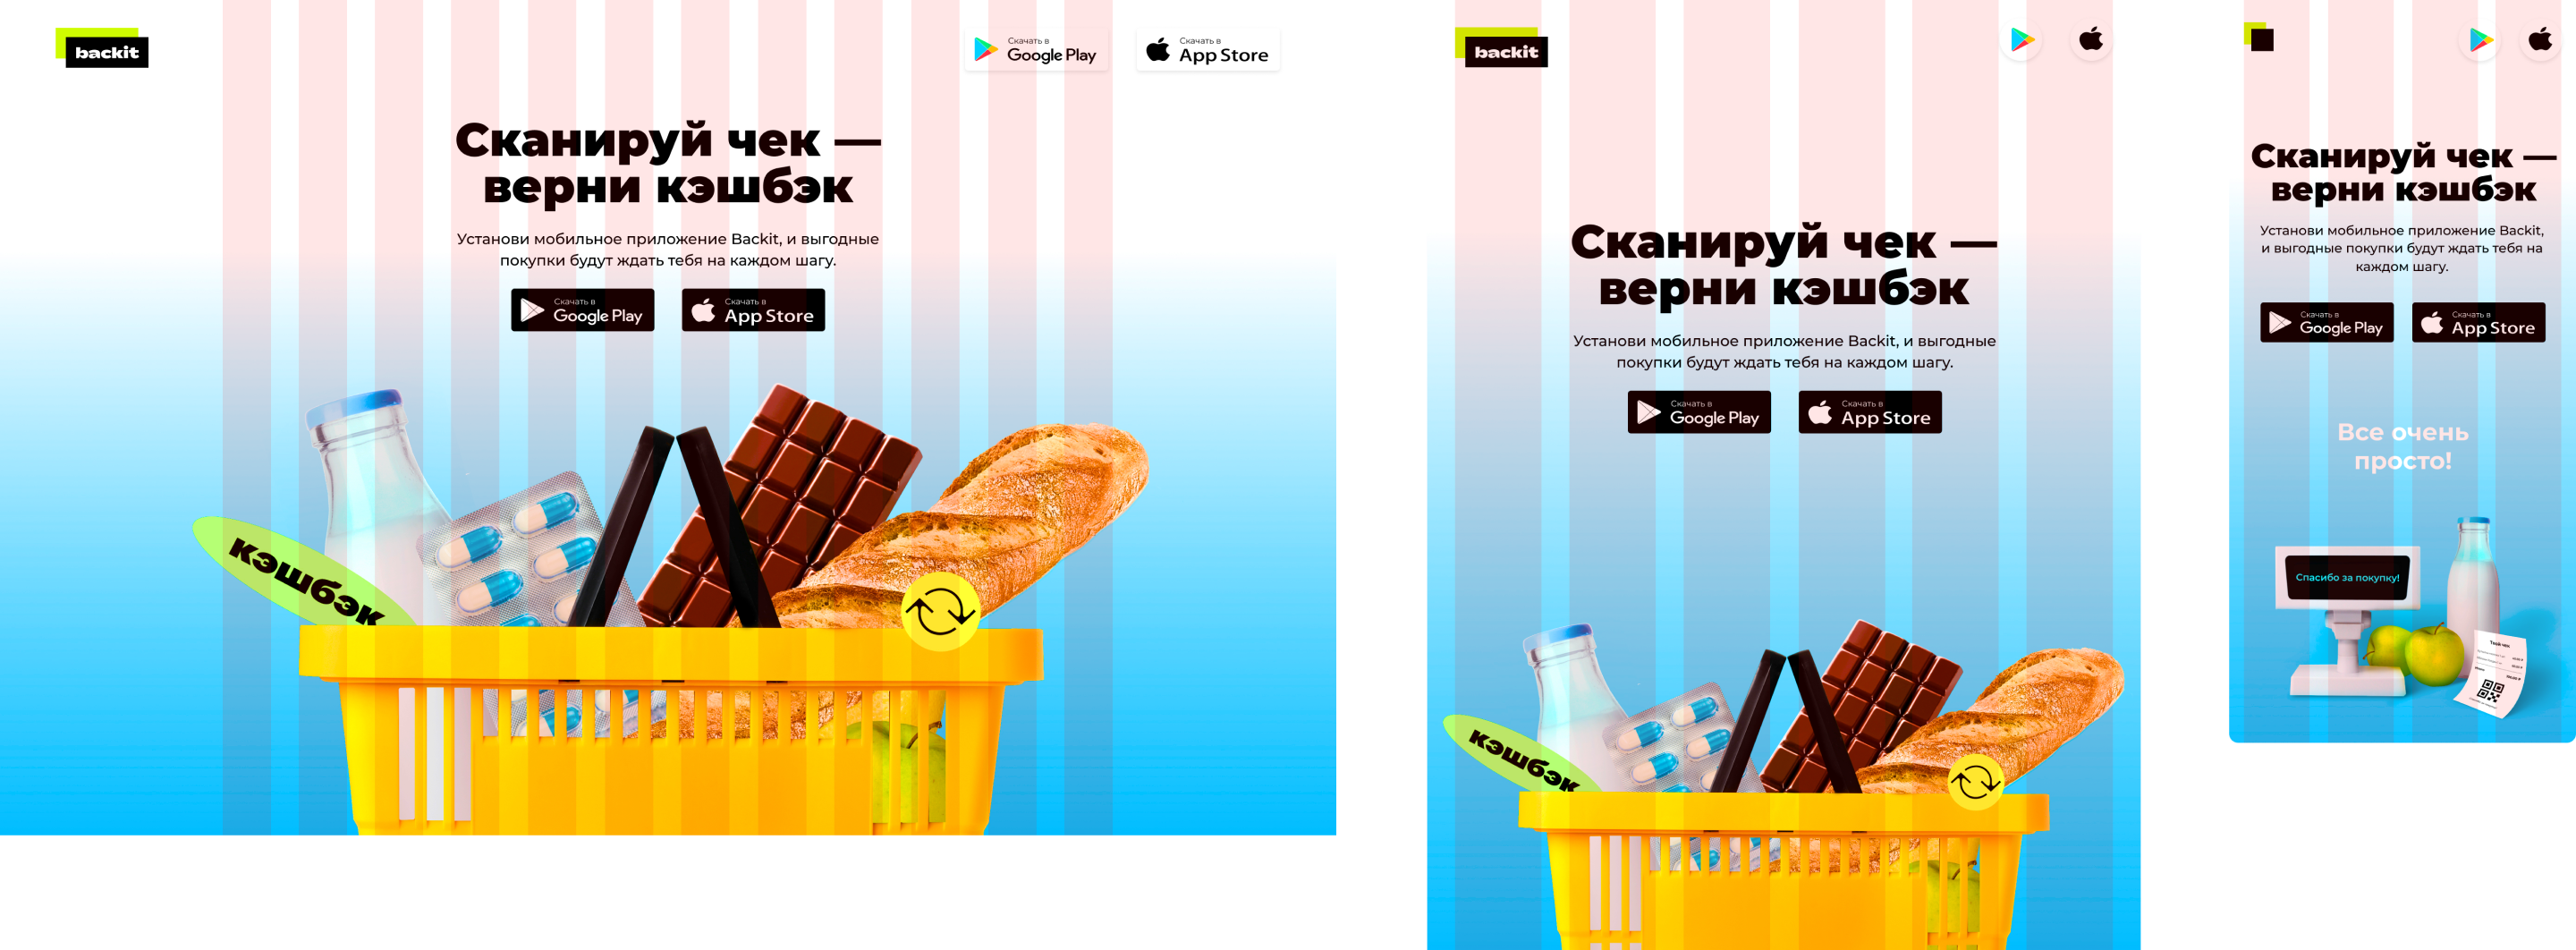 backit
Скачать в
Google Play
Скачать в
App Store
Сканируй чек —
верни кэшбэк
Установи мобильное приложение Backit, и выгодные
покупки будут ждать тебя на каждом шагу.
Скачать в
Google Play
Скачать в
App Store
кэшбэк
backit
Сканируй чек —
верни кэшбэк
Установи мобильное приложение Backit, и выгодные
покупки будут ждать тебя на каждом шагу.
Скачать в
Google Play
Скачать в
App Store
кэшбэк
Сканируй чек —
верни кэшбэк
Установи мобильное приложение Backit,
и выгодные покупки будут ждать тебя на
каждом шагу.
Скачать в
Google Play
Скачать в
App Store
Все очень
просто!
Спасибо за покупку!
Твой чек